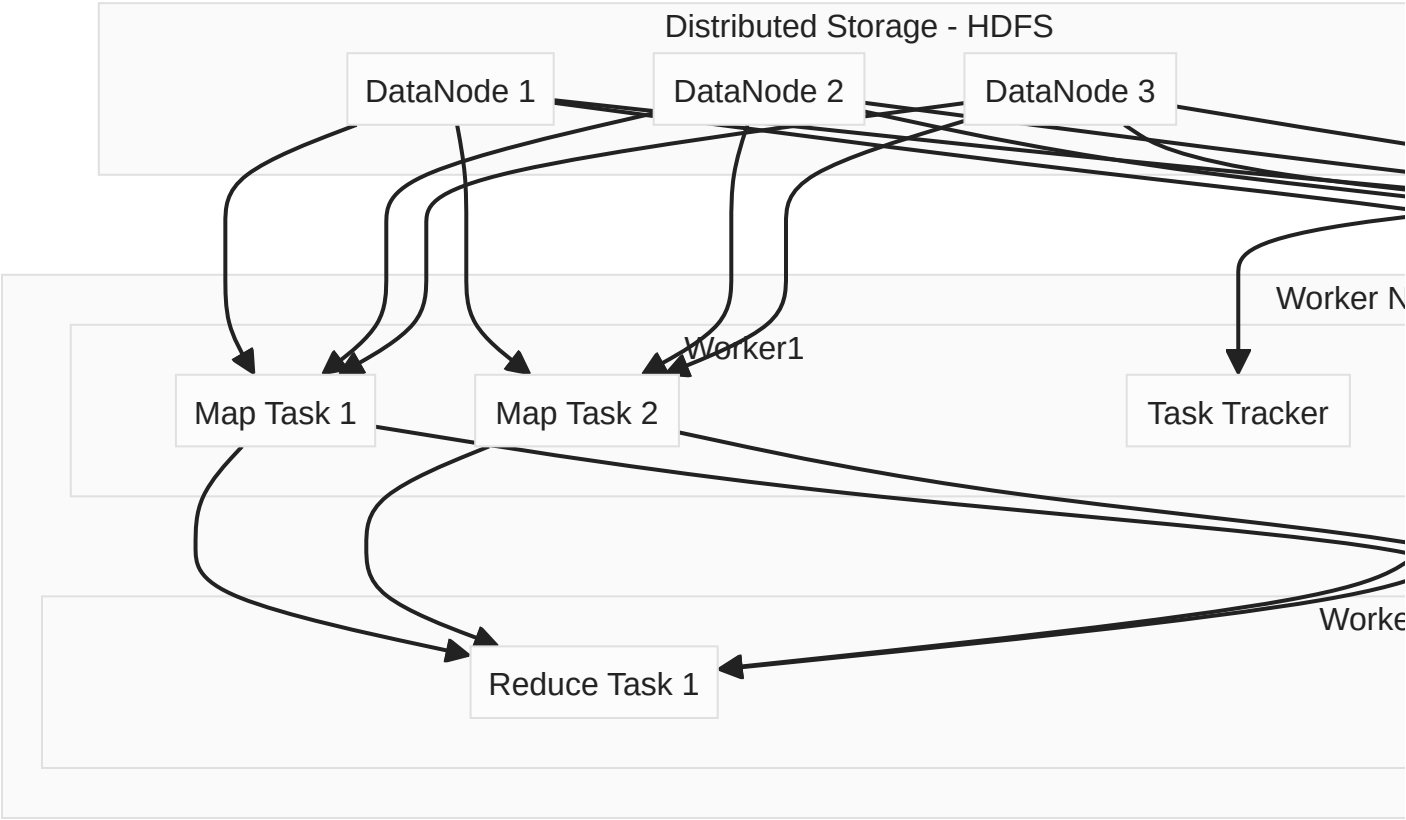 Distributed Storage - HDFS
DataNode 1
DataNode 2
DataNode 3
Worker
Worker1
Map Task 1
Map Task 2
Task Tracker
Reduce Task 1